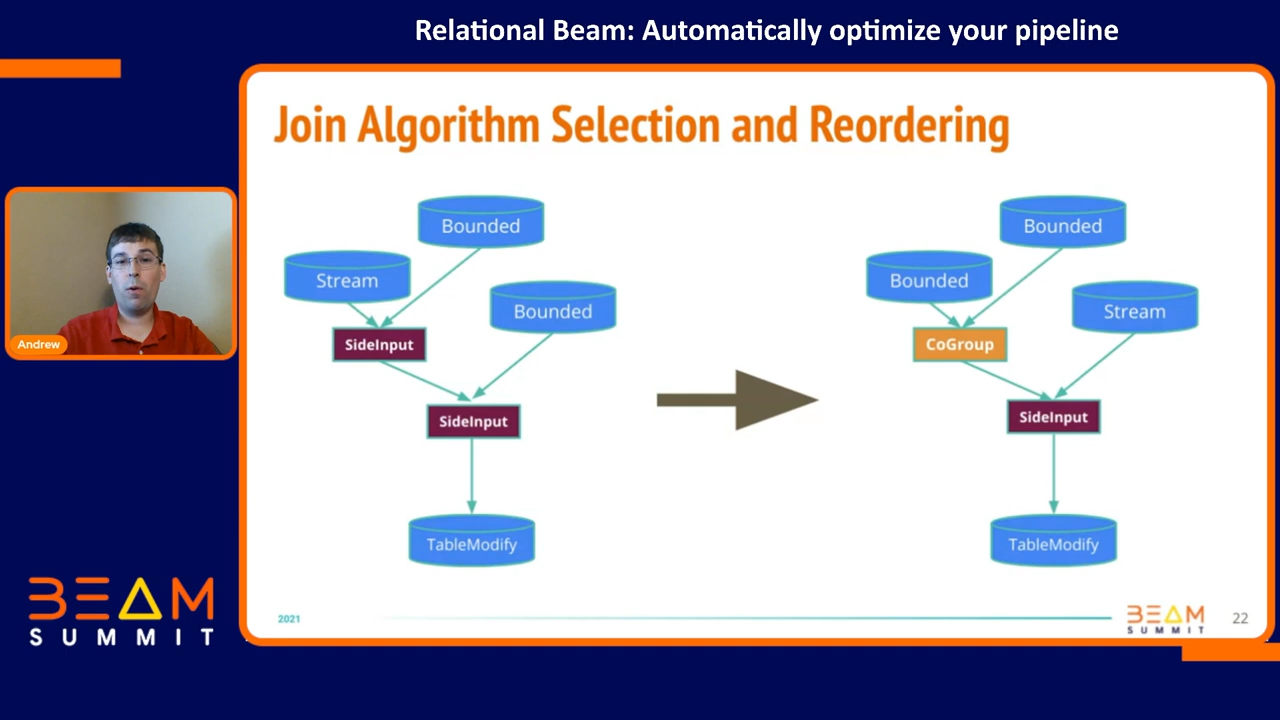 Relational Beam: Automatically optimize your pipeline
Join Algorithm Selection and Reordering
Bounded
Stream
Bounded
SideInput
SideInput
TableModify
Bounded
Bounded
Stream
CoGroup
SideInput
TableModify
Andrew
BEAM
SUMMIT
2021
BEAM
SUMMIT
22